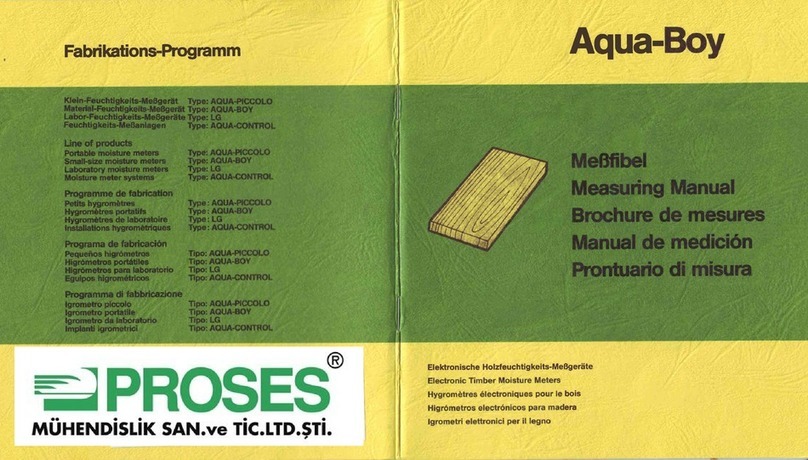 Fabrikations-Programm
Klein-Feuchtigkeits-Meßgerät Type: AQUA-PICCOLO
Material-Feuchtigkeits-Meßgerät Type: AQUA-BOY
Labor-Feuchtigkeits-Meßgeräte Type: LG
Feuchtigkeits-Meßanlagen Type: AQUA-CONTROL
Line of products
Portable moisture meters Type: AQUA-PICCOLO
Small-size moisture meters Type: AQUA-BOY
Laboratory moisture meters Type: LG
Moisture meter systems Type: AQUA-CONTROL
Programme de fabrication
Petits hygromètres Type: AQUA-PICCOLO
Hygromètres portatifs Type: AQUA-BOY
Hygromètres de laboratoire Type: LG
Installations hygrométriques Type: AQUA-CONTROL
Programa de fabricación
Pequeños higrómetros Tipo: AQUA-PICCOLO
Higrómetros portátiles Tipo: AQUA-BOY
Higrómetros para laboratorio Tipo: LG
Equipos higrométricos Tipo: AQUA-CONTROL
Programma di fabbricazione
Igrometro piccolo Tipo: AQUA-PICCOLO
Igrometro portatile Tipo: AQUA-BOY
Igrometro da laboratorio Tipo: LG
Impianti igrometrici Tipo: AQUA-CONTROL
PROSES®
MÜHENDİSLİK SAN.ve TİC.LTD.ŞTİ.
Aqua-Boy
Meßfibel
Measuring Manual
Brochure de mesures
Manual de medición
Prontuario di misura
Elektronische Holzfeuchtigkeits-Meßgeräte
Electronic Timber Moisture Meters
Hygromètres électroniques pour le bois
Higrómetros electrónicos para madera
Igrometri elettronici per il legno